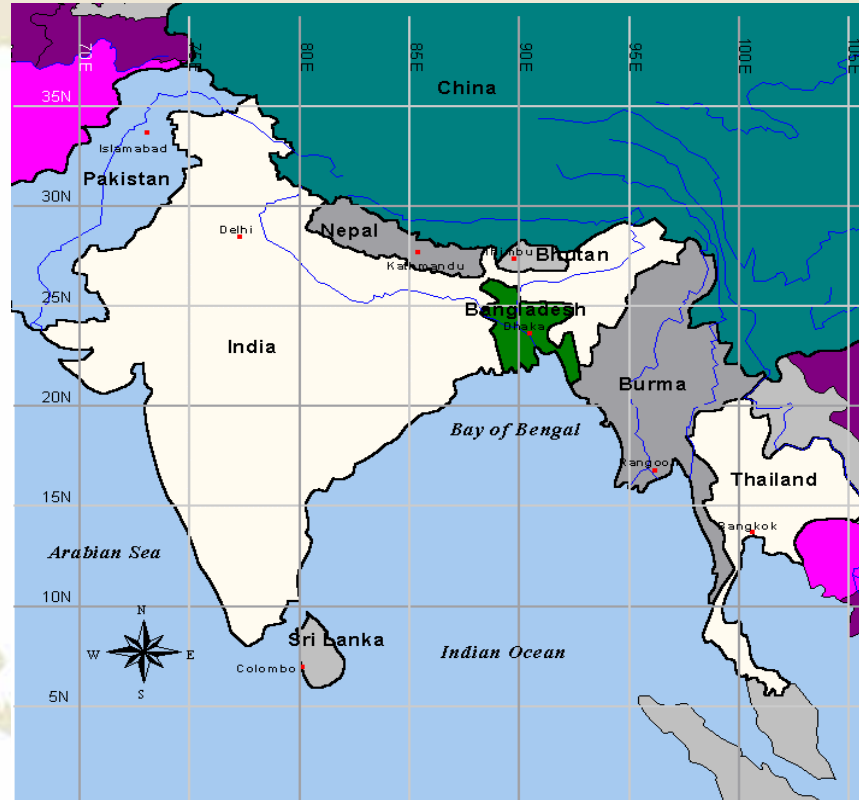 70E
75E
80E
85E
90E
95E
100E
105E
China
35N
Islamabad
Pakistan
30N
Delhi
Nepal
Kathmandu
Bhutan
25N
Bangladesh
Dhaka
India
Burma
20N
Bay of Bengal
Rangoon
Thailand
15N
Bangkok
Arabian Sea
10N
N
W
E
S
Sri Lanka
Colombo
Indian Ocean
5N